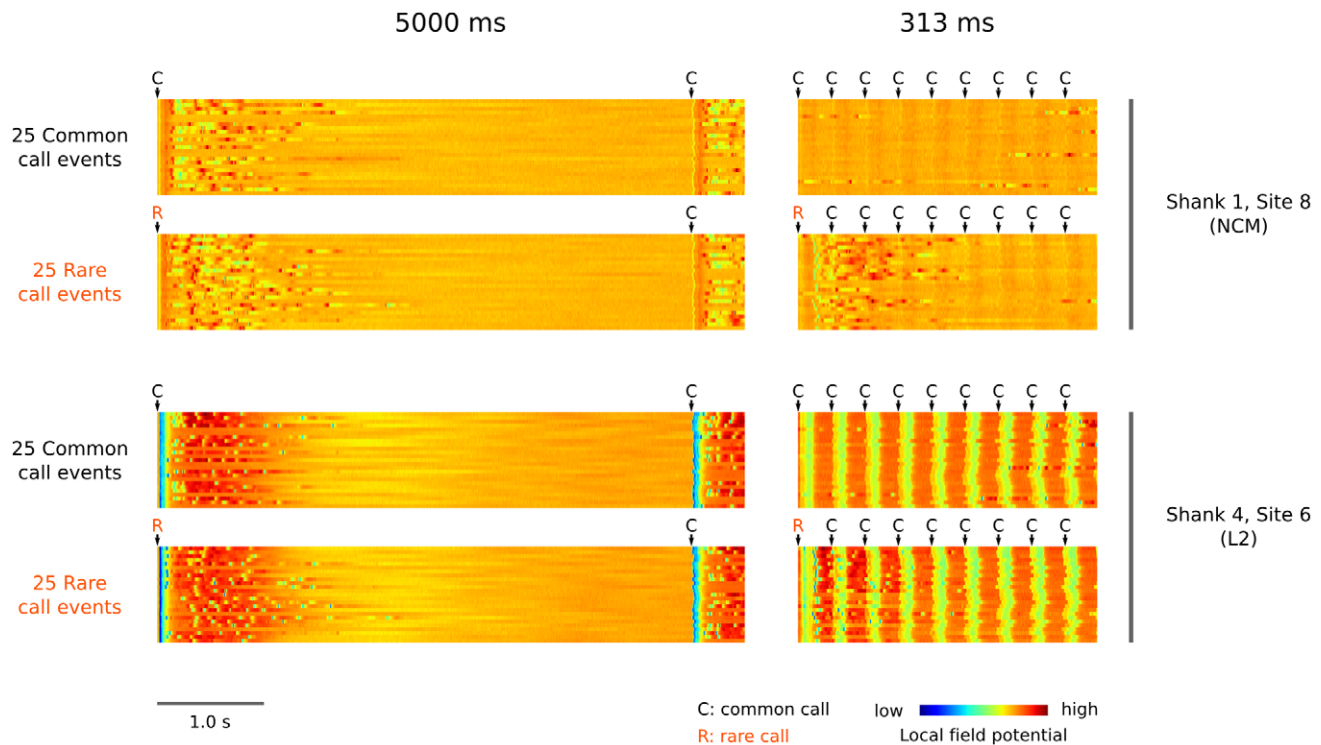 5000 ms 313 ms
C C C C C C C C C C C
25 Common
call events
R C R C C C C C C C C
25 Rare
call events
Shank 1, Site 8
(NCM)
C C C C C C C C C C C
25 Common
call events
R C R C C C C C C C C
25 Rare
call events
Shank 4, Site 6
(L2)
1.0 s
C: common call
R: rare call
low high
Local field potential